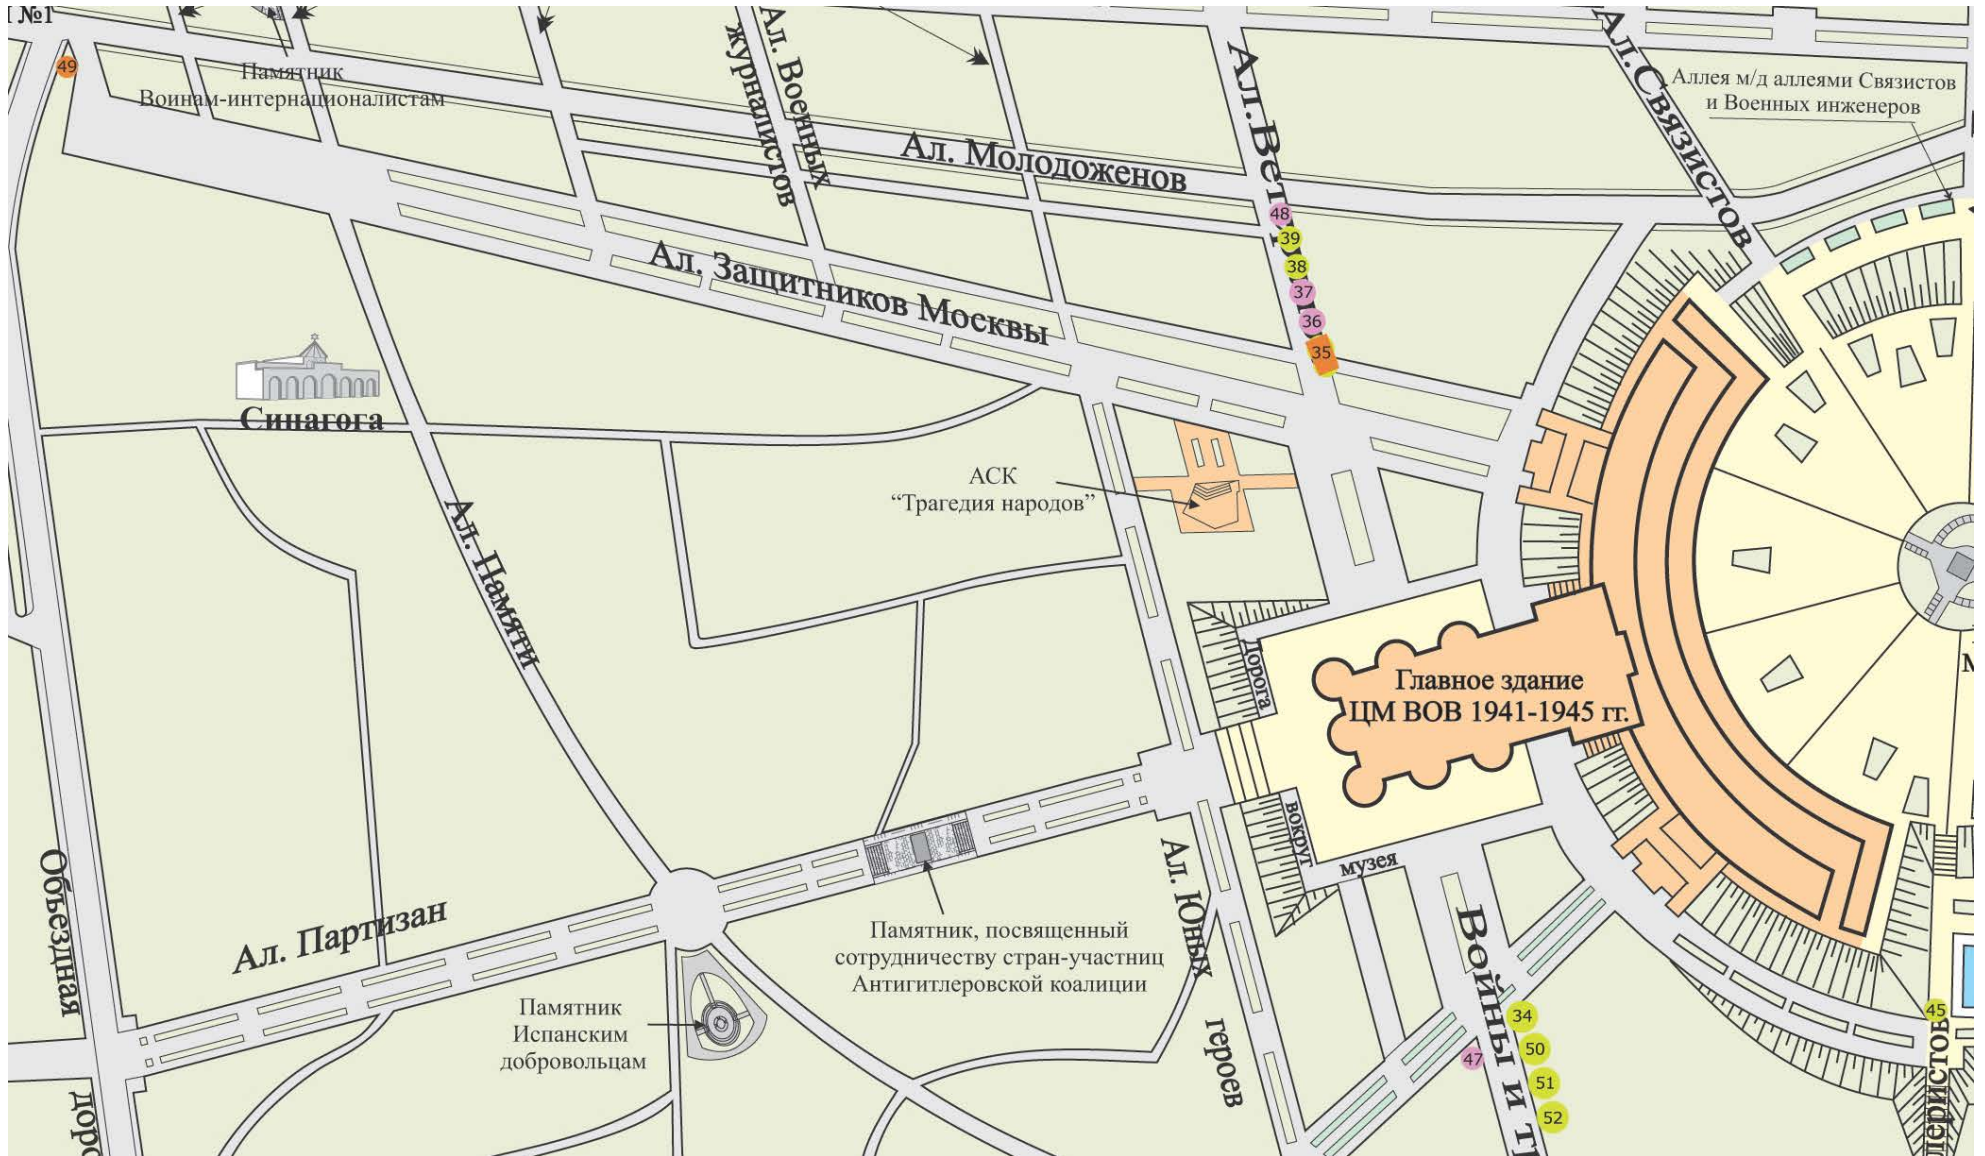 №1
49
Памятник
Воинам-интернационалистам
Ал. Военных
журналистов
Ал. Молодоженов
Ал. Связистов
Аллея м/д аллеями Связистов
и Военных инженеров
48
39
38
37
36
35
Ал. Защитников Москвы
Синагога
АСК
“Трагедия народов”
Ал. Памяти
Дорога
вокруг
музея
Главное здание
ЦМ ВОВ 1941-1945 гг.
М
Объездная
доро
Ал. Партизан
Памятник, посвященный
сотрудничеству стран-участниц
Антигитлеровской коалиции
Памятник
Испанским
добровольцам
Ал. Юных
героев
Войны и т
34
50
47
51
52
45
леристов